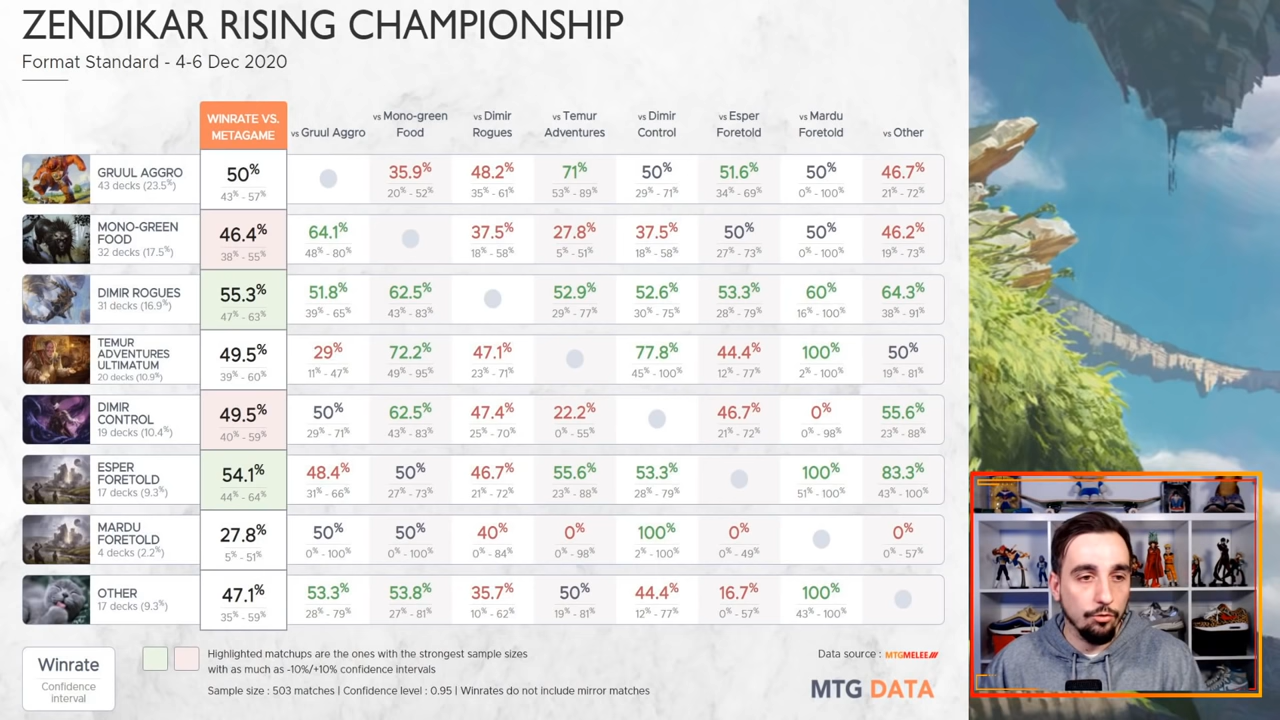 ZENDIKAR RISING CHAMPIONSHIP
Format Standard - 4-6 Dec 2020
WINRATE VS. METAGAME
vs Gruul Aggro
vs Mono-green Food
vs Dimir Rogues
vs Temur Adventures
vs Dimir Control
vs Esper Foretold
vs Mardu Foretold
vs Other
GRUUL AGGRO
43 decks (23.5%)
50% 35.9% 48.2% 71% 50% 51.6% 50% 46.7%
43% - 57% 20% - 52% 35% - 61% 53% - 89% 29% - 71% 34% - 69% 0% - 100% 21% - 72%
MONO-GREEN
FOOD
32 decks (17.5%)
46.4% 64.1% 37.5% 27.8% 37.5% 50% 50% 46.2%
38% - 55% 48% - 80% 18% - 58% 5% - 51% 18% - 58% 27% - 73% 0% - 100% 19% - 73%
DIMIR ROGUES
31 decks (16.9%)
55.3% 51.8% 62.5% 52.9% 52.6% 53.3% 60% 64.3%
47% - 63% 39% - 65% 43% - 83% 29% - 77% 30% - 75% 28% - 79% 16% - 100% 38% - 91%
TEMUR
ADVENTURES
ULTIMATUM
20 decks (10.9%)
49.5% 29% 72.2% 47.1% 77.8% 44.4% 100% 50%
39% - 60% 11% - 47% 49% - 95% 23% - 71% 45% - 100% 12% - 77% 2% - 100% 19% - 81%
DIMIR
CONTROL
19 decks (10.4%)
49.5% 50% 62.5% 47.4% 22.2% 46.7% 0% 55.6%
40% - 59% 29% - 71% 43% - 83% 25% - 70% 0% - 55% 21% - 72% 0% - 98% 23% - 88%
ESPER
FORETOLD
17 decks (9.3%)
54.1% 48.4% 50% 46.7% 55.6% 53.3% 100% 83.3%
44% - 64% 31% - 66% 27% - 73% 21% - 72% 23% - 88% 28% - 79% 51% - 100% 43% - 100%
MARDU
FORETOLD
4 decks (2.2%)
27.8% 50% 50% 40% 0% 100% 0% 0%
5% - 51% 0% - 100% 0% - 100% 0% - 84% 0% - 98% 2% - 100% 0% - 49% 0% - 57%
OTHER
17 decks (9.3%)
47.1% 53.3% 53.8% 35.7% 50% 44.4% 16.7% 100%
35% - 59% 28% - 79% 27% - 81% 10% - 62% 19% - 81% 12% - 77% 0% - 57% 43% - 100%
Winrate
Confidence
interval
Highlighted matchups are the ones with the strongest sample sizes
with as much as -10%/+10% confidence intervals
Sample size : 503 matches | Confidence level : 0.95 | Winrates do not include mirror matches
Data source : MTGMELEE
MTG DATA